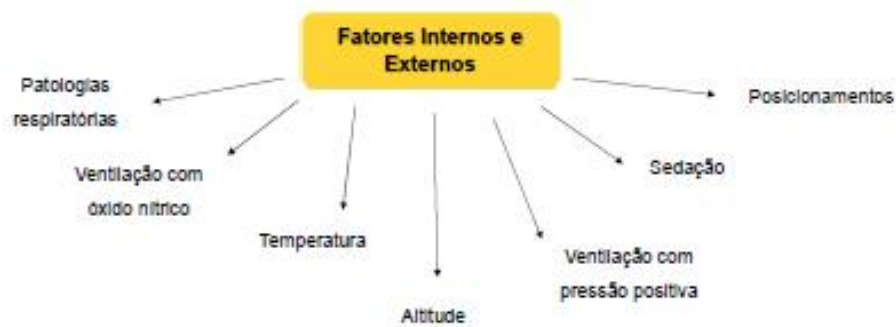 Fatores Internos e
Externos
Patologias
respiratórias
Posicionamentos
Ventilação com
óxido nítrico
Sedação
Temperatura
Ventilação com
pressão positiva
Altitude